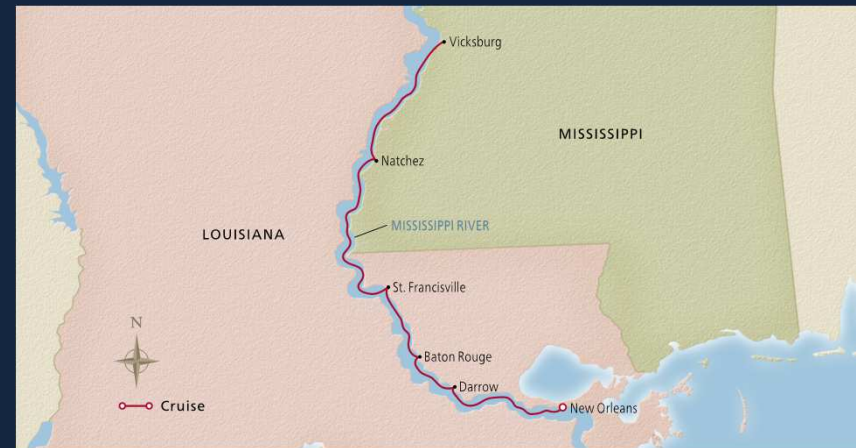 Vicksburg
MISSISSIPPI
Natchez
MISSISSIPPI RIVER
LOUISIANA
St. Francisville
N
Baton Rouge
Darrow
Cruise
New Orleans